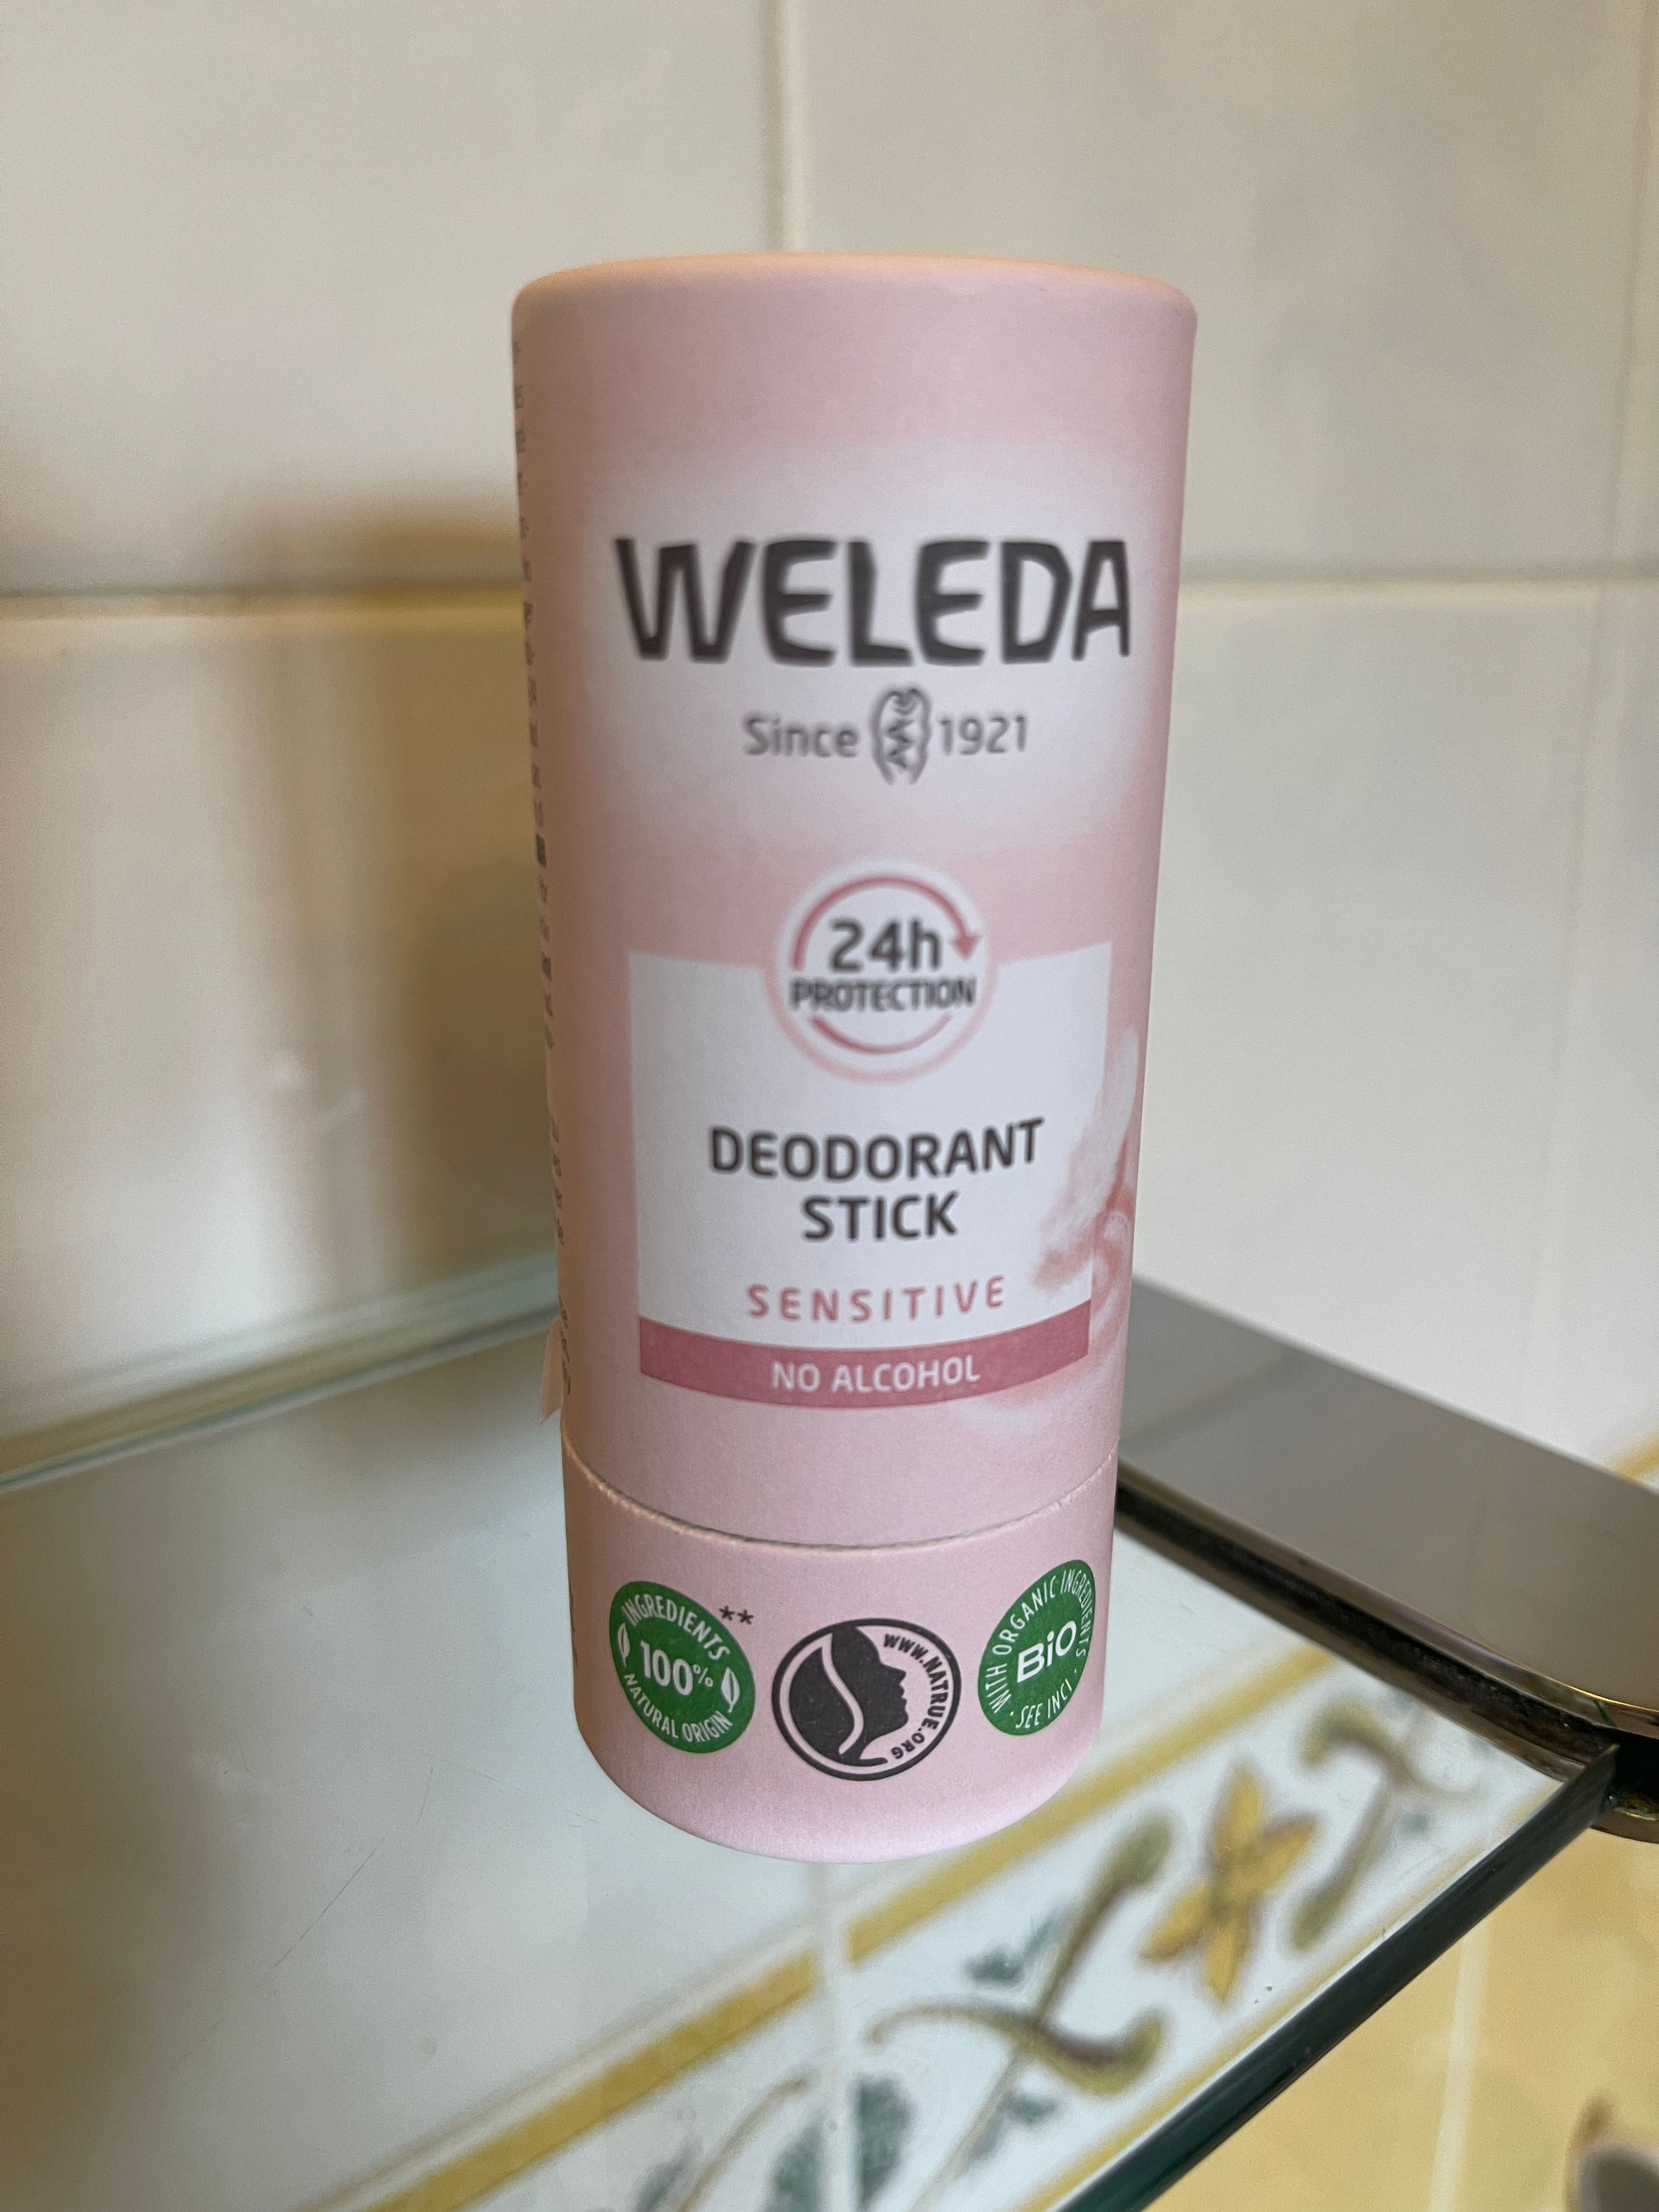 WELEDA
Since 1921
24h
PROTECTION
DEODORANT
STICK
SENSITIVE
NO ALCOHOL
INGREDIENTS **
100%
NATURAL ORIGIN
WWW.NATRUE.ORG
WITH ORGANIC INGREDIENTS
BiO
· SEE INCI ·